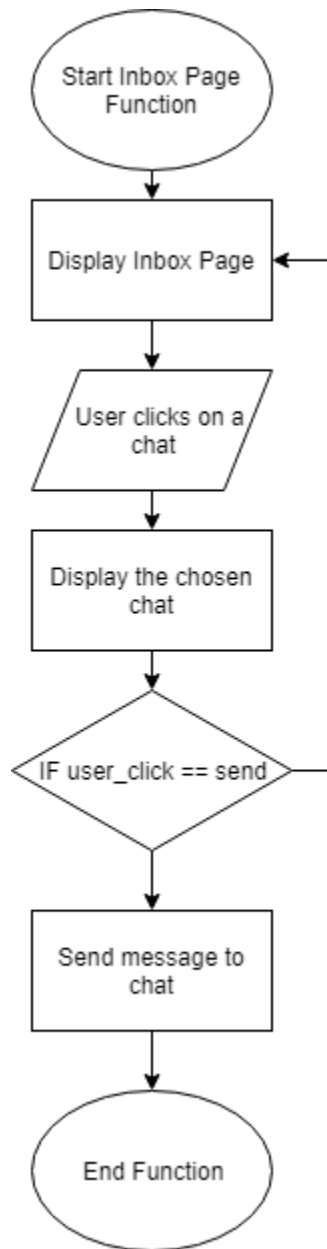 Start Inbox Page
Function
Display Inbox Page
User clicks on a
chat
Display the chosen
chat
IF user_click == send
Send message to
chat
End Function